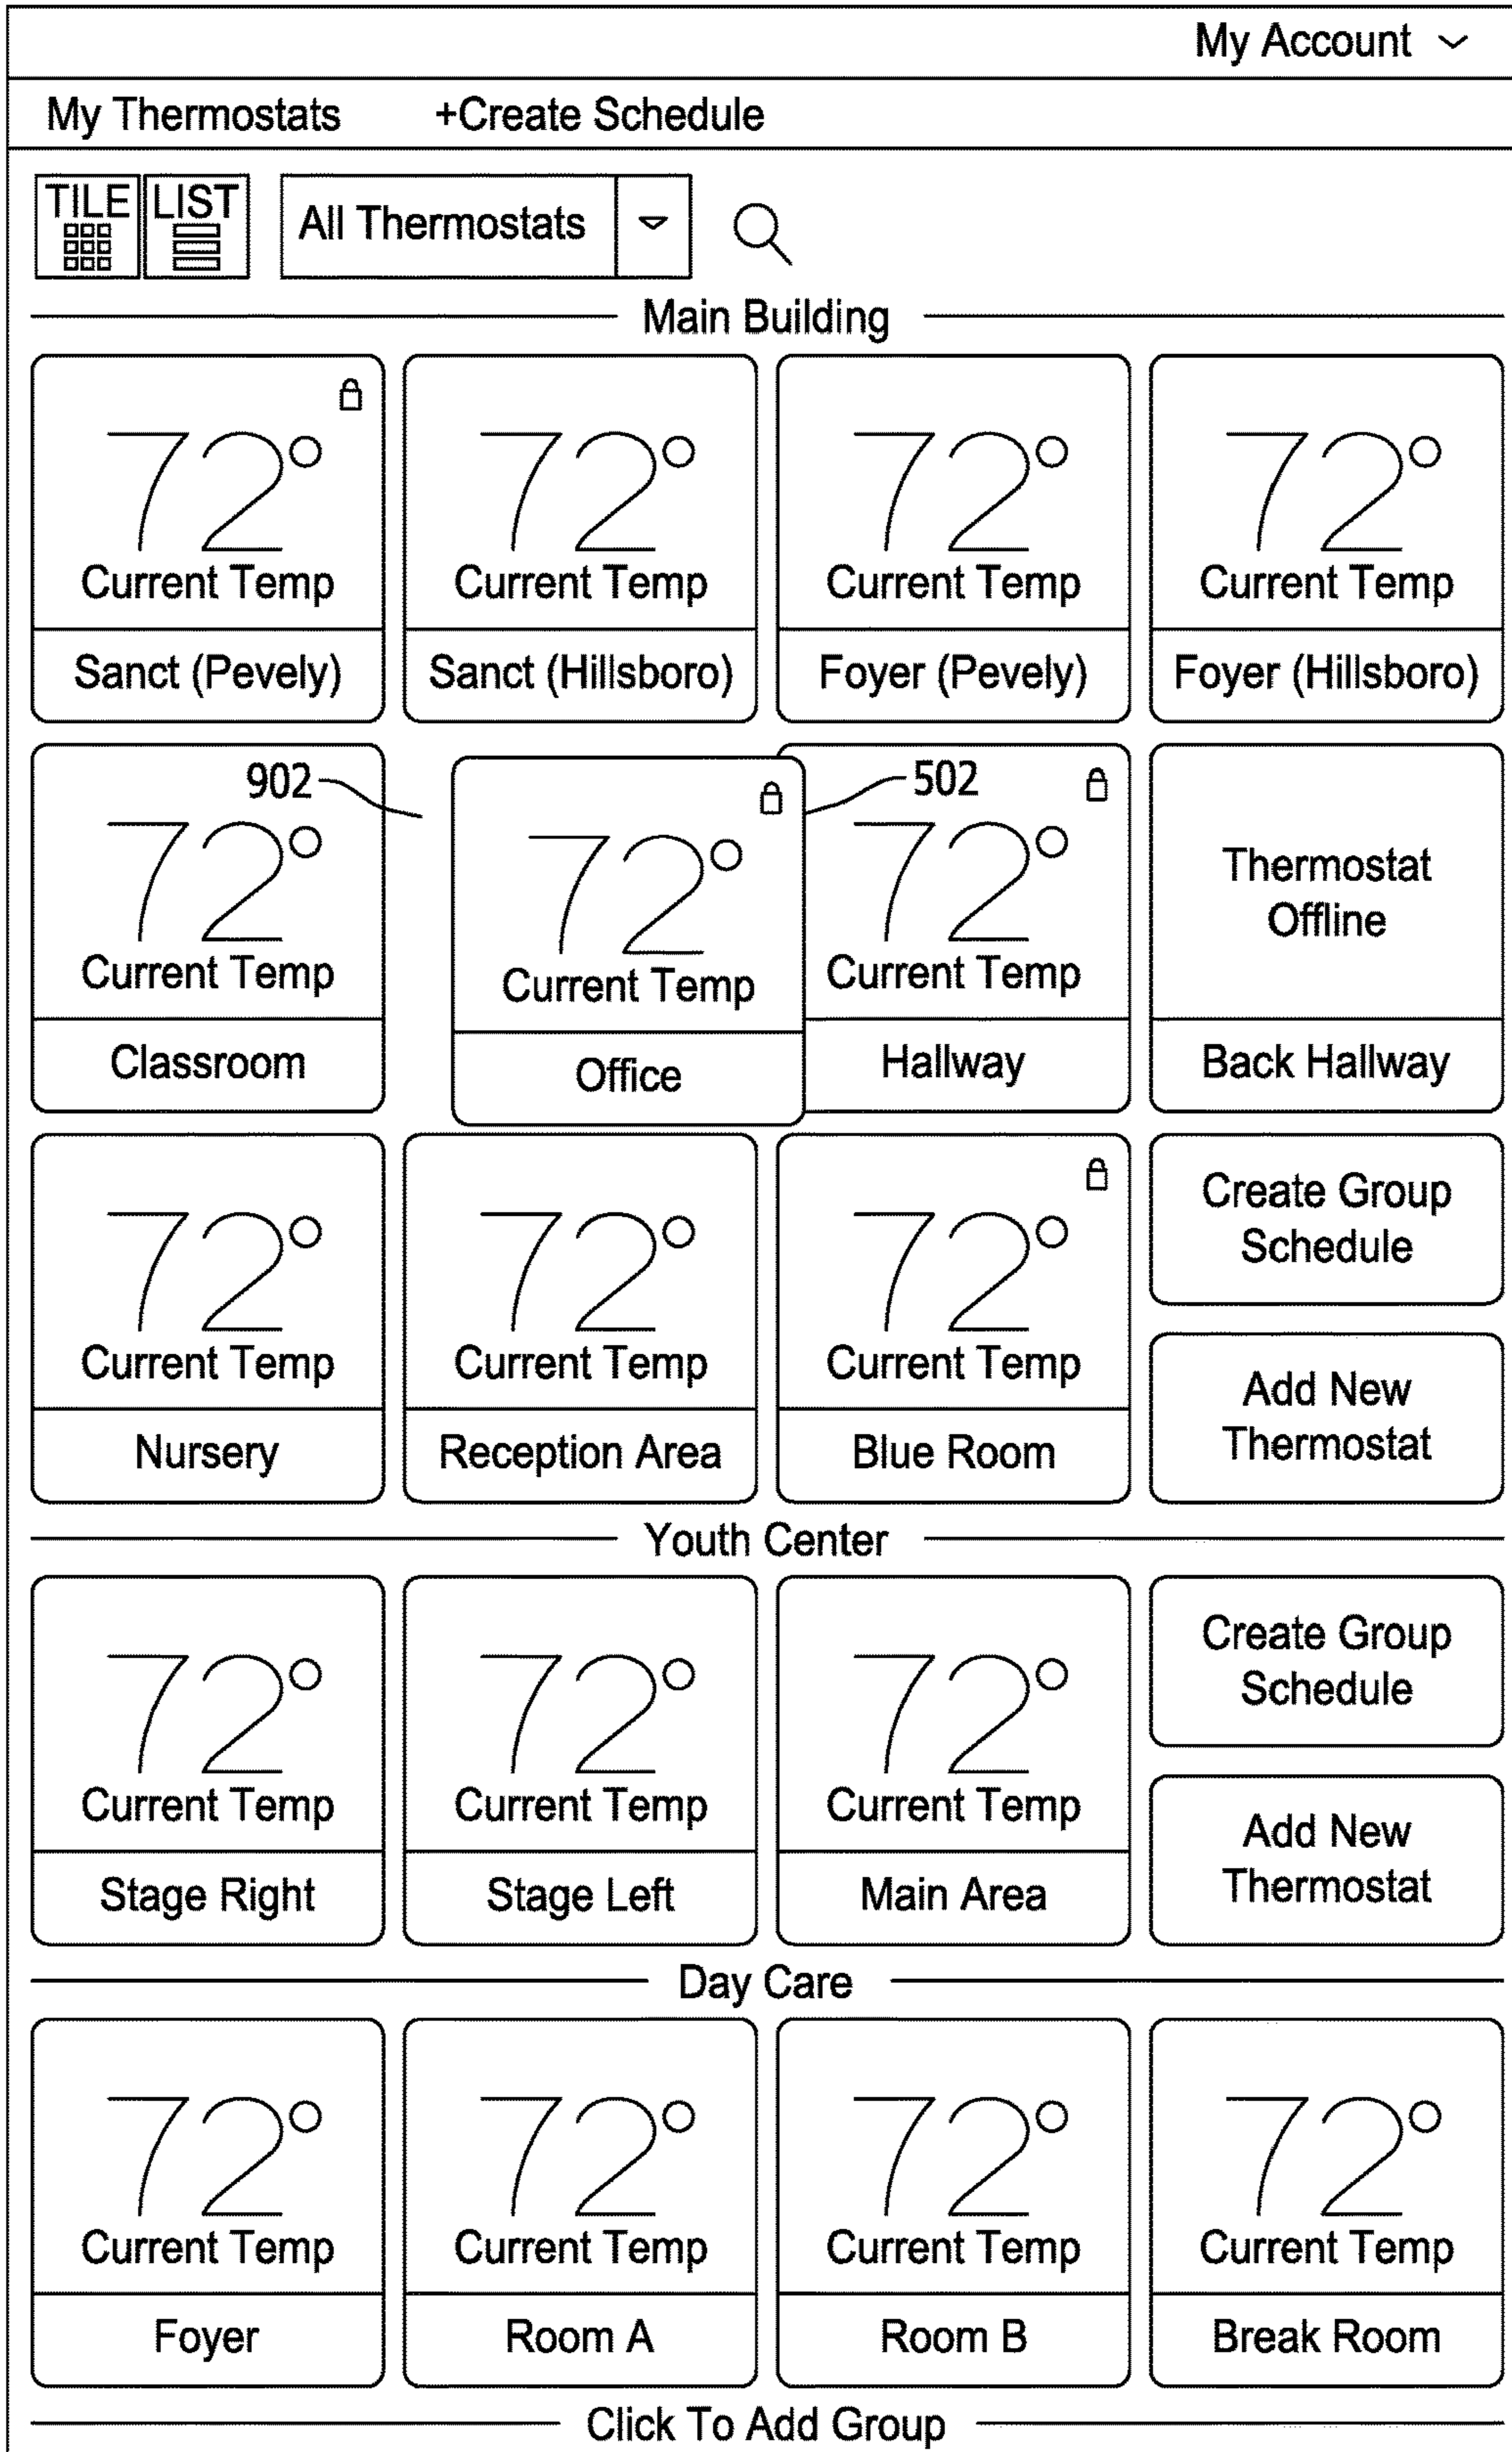 My Account
My Thermostats +Create Schedule
TILE LIST All Thermostats
Main Building
72° 72° 72° 72°
Current Temp Current Temp Current Temp Current Temp
Sanct (Pevely) Sanct (Hillsboro) Foyer (Pevely) Foyer (Hillsboro)
902 502
72° 72° 72° Thermostat
Offline
Current Temp Current Temp Current Temp
Classroom Office Hallway Back Hallway
72° 72° 72° Create Group
Schedule
Current Temp Current Temp Current Temp Add New
Thermostat
Nursery Reception Area Blue Room
Youth Center
72° 72° 72° Create Group
Schedule
Current Temp Current Temp Current Temp Add New
Thermostat
Stage Right Stage Left Main Area
Day Care
72° 72° 72° 72°
Current Temp Current Temp Current Temp Current Temp
Foyer Room A Room B Break Room
Click To Add Group